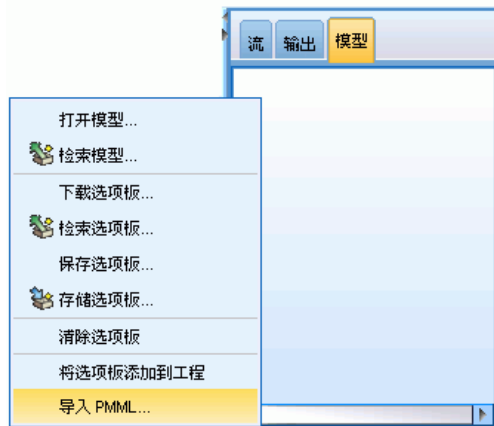 流 输出 模型
打开模型...
检索模型...
下载选项板...
检索选项板...
保存选项板...
存储选项板...
清除选项板
将选项板添加到工程
导入 PMML...